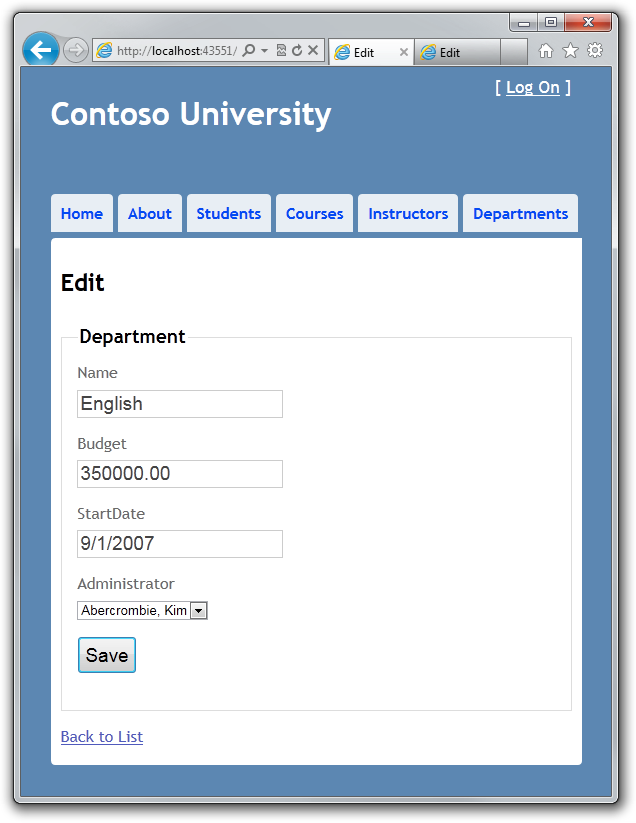 http://localhost:43551/
Edit
Edit
[ Log On ]
Contoso University
Home About Students Courses Instructors Departments
Edit
Department
Name
English
Budget
350000.00
StartDate
9/1/2007
Administrator
Abercrombie, Kim
Save
Back to List